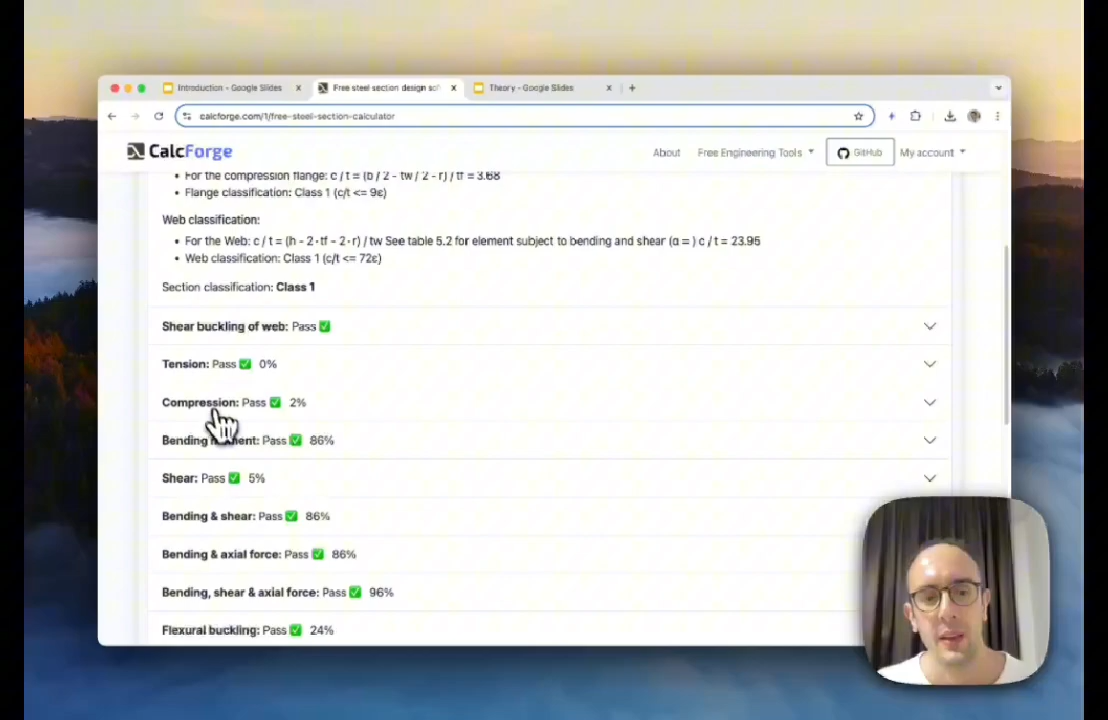 Introduction - Google Slides
Free steel section design sof
Theory - Google Slides
calcforge.com/1/free-steel-section-calculator
CalcForge
About
Free Engineering Tools
GitHub
My account
• For the compression flange: c / t = (b / 2 - tw / 2 - r) / tf = 3.68
• Flange classification: Class 1 (c/t <= 9ε)
Web classification:
• For the Web: c / t = (h - 2·tf - 2·r) / tw See table 5.2 for element subject to bending and shear (α = ) c / t = 23.95
• Web classification: Class 1 (c/t <= 72ε)
Section classification: Class 1
Shear buckling of web: Pass ✅
Tension: Pass ✅ 0%
Compression: Pass ✅ 2%
Bending ment: Pass ✅ 86%
Shear: Pass ✅ 5%
Bending & shear: Pass ✅ 86%
Bending & axial force: Pass ✅ 86%
Bending, shear & axial force: Pass ✅ 96%
Flexural buckling: Pass ✅ 24%